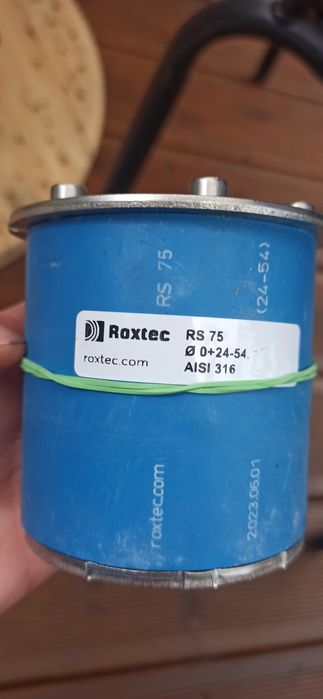 RS 75
(24-54)
Roxtec
roxtec.com
RS 75
Ø 0+24-54
AISI 316
roxtec.com
2023.06.01